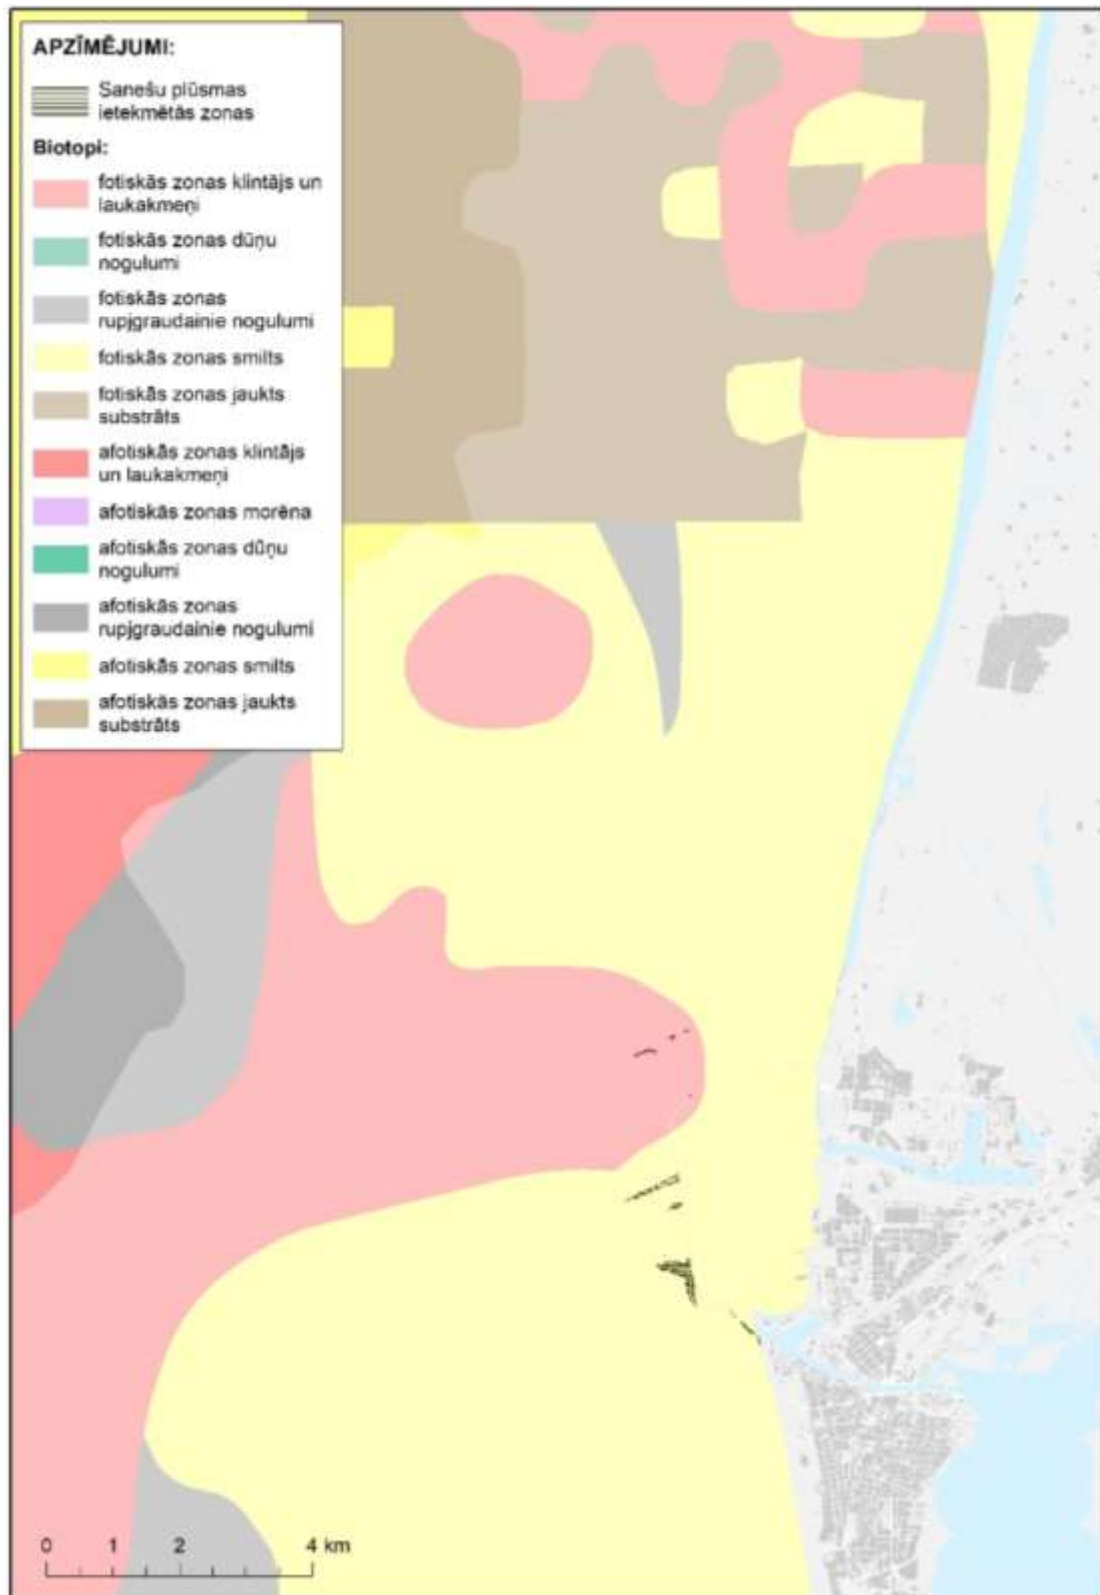 APZĪMĒJUMI:
Sanešu plūsmas
ietekmētās zonas
Biotopi:
fotiskās zonas klintājs un
laukakmeņi
fotiskās zonas dūņu
nogulumi
fotiskās zonas
rupjgraudainie nogulumi
fotiskās zonas smilts
fotiskās zonas jaukts
substrāts
afotiskās zonas klintājs
un laukakmeņi
afotiskās zonas morēna
afotiskās zonas dūņu
nogulumi
afotiskās zonas
rupjgraudainie nogulumi
afotiskās zonas smilts
afotiskās zonas jaukts
substrāts
0 1 2 4 km